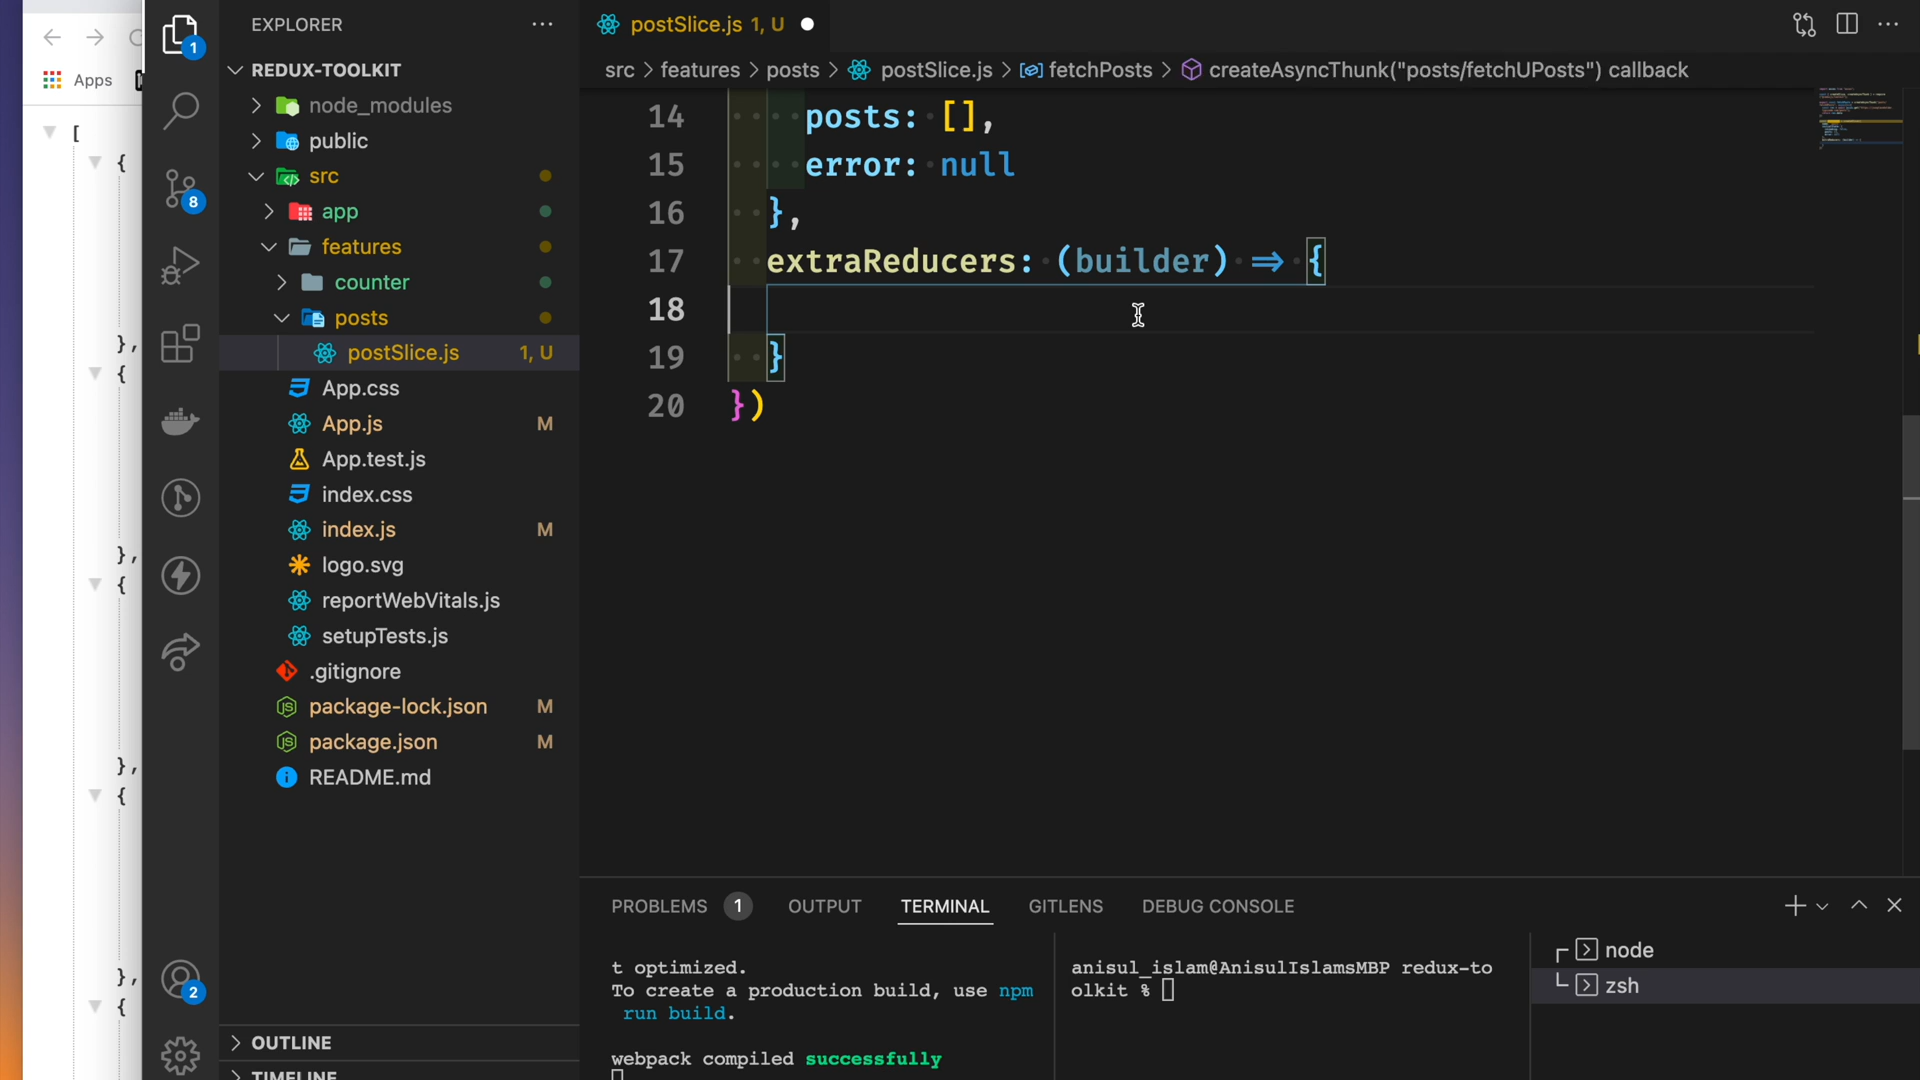 Apps
[
{
},
{
},
{
},
{
},
{
1
8
2
EXPLORER
REDUX-TOOLKIT
node_modules
public
src
app
features
counter
posts
postSlice.js 1, U
App.css
App.js M
App.test.js
index.css
index.js M
logo.svg
reportWebVitals.js
setupTests.js
.gitignore
package-lock.json M
package.json M
README.md
OUTLINE
TIMELINE
postSlice.js 1, U
src > features > posts > postSlice.js > fetchPosts > createAsyncThunk("posts/fetchUPosts") callback
14 posts: [],
15 error: null
16 },
17 extraReducers: (builder) => {
18
19 }
20 })
PROBLEMS 1 OUTPUT TERMINAL GITLENS DEBUG CONSOLE
t optimized.
To create a production build, use npm
run build.
webpack compiled successfully
anisul_islam@AnisulIslamsMBP redux-to
olkit %
node
zsh